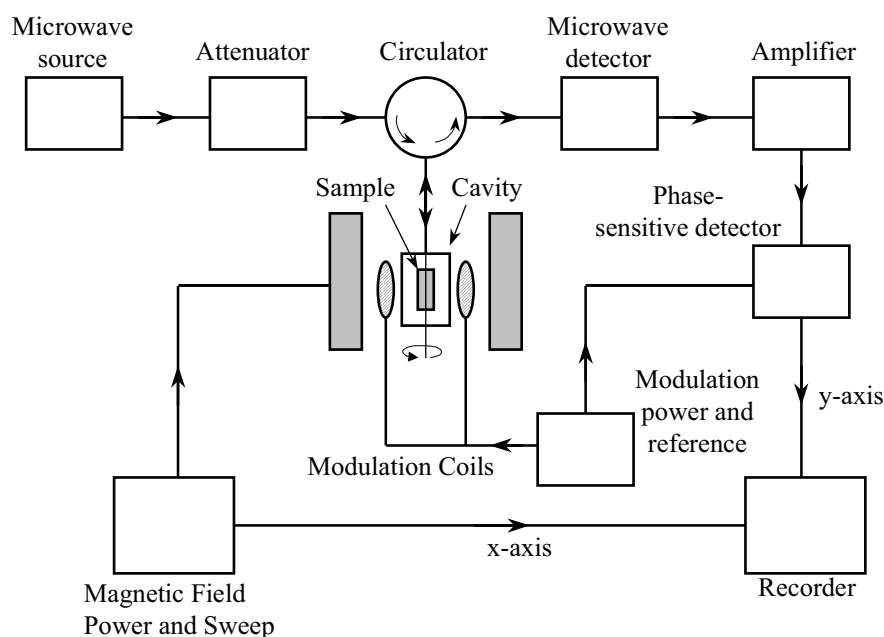 Microwave
source
Attenuator
Circulator
Microwave
detector
Amplifier
Sample
Cavity
Phase-
sensitive detector
Modulation
power and
reference
y-axis
Modulation Coils
x-axis
Magnetic Field
Power and Sweep
Recorder